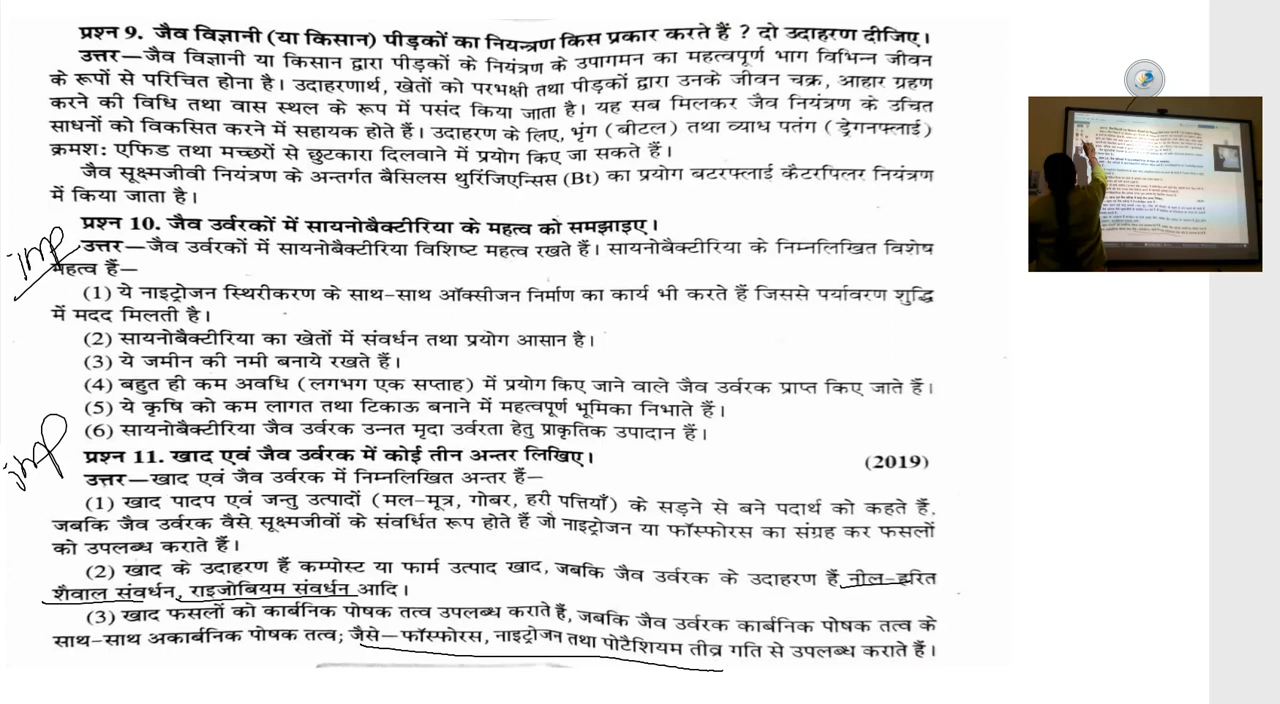 प्रश्न 9. जैव विज्ञानी (या किसान) पीड़कों का नियन्त्रण किस प्रकार करते हैं ? दो उदाहरण दीजिए।
उत्तर—जैव विज्ञानी या किसान द्वारा पीड़कों के नियंत्रण के उपागमन का महत्वपूर्ण भाग विभिन्न जीवन
के रूपों से परिचित होना है। उदाहरणार्थ, खेतों को परभक्षी तथा पीड़कों द्वारा उनके जीवन चक्र, आहार ग्रहण
करने की विधि तथा वास स्थल के रूप में पसंद किया जाता है। यह सब मिलकर जैव नियंत्रण के उचित
साधनों को विकसित करने में सहायक होते हैं। उदाहरण के लिए, भृंग (बीटल) तथा व्याध पतंग (ड्रेगनफ्लाई)
क्रमश: एफिड तथा मच्छरों से छुटकारा दिलवाने में प्रयोग किए जा सकते हैं।
जैव सूक्ष्मजीवी नियंत्रण के अन्तर्गत बैसिलस थुरिंजिएन्सिस (Bt) का प्रयोग बटरफ्लाई कैटरपिलर नियंत्रण
में किया जाता है।
प्रश्न 10. जैव उर्वरकों में सायनोबैक्टीरिया के महत्व को समझाइए।
imp
उत्तर—जैव उर्वरकों में सायनोबैक्टीरिया विशिष्ट महत्व रखते हैं। सायनोबैक्टीरिया के निम्नलिखित विशेष
महत्व हैं—
(1) ये नाइट्रोजन स्थिरीकरण के साथ-साथ ऑक्सीजन निर्माण का कार्य भी करते हैं जिससे पर्यावरण शुद्धि
में मदद मिलती है।
(2) सायनोबैक्टीरिया का खेतों में संवर्धन तथा प्रयोग आसान है।
(3) ये जमीन की नमी बनाये रखते हैं।
(4) बहुत ही कम अवधि (लगभग एक सप्ताह) में प्रयोग किए जाने वाले जैव उर्वरक प्राप्त किए जाते हैं।
(5) ये कृषि को कम लागत तथा टिकाऊ बनाने में महत्वपूर्ण भूमिका निभाते हैं।
(6) सायनोबैक्टीरिया जैव उर्वरक उन्नत मृदा उर्वरता हेतु प्राकृतिक उपादान हैं।
imp
प्रश्न 11. खाद एवं जैव उर्वरक में कोई तीन अन्तर लिखिए। (2019)
उत्तर—खाद एवं जैव उर्वरक में निम्नलिखित अन्तर हैं—
(1) खाद पादप एवं जन्तु उत्पादों (मल-मूत्र, गोबर, हरी पत्तियाँ) के सड़ने से बने पदार्थ को कहते हैं,
जबकि जैव उर्वरक वैसे सूक्ष्मजीवों के संवर्धित रूप होते हैं जो नाइट्रोजन या फॉस्फोरस का संग्रह कर फसलों
को उपलब्ध कराते हैं।
(2) खाद के उदाहरण हैं कम्पोस्ट या फार्म उत्पाद खाद, जबकि जैव उर्वरक के उदाहरण हैं नील-हरित
शैवाल संवर्धन, राइजोबियम संवर्धन आदि।
(3) खाद फसलों को कार्बनिक पोषक तत्व उपलब्ध कराते हैं, जबकि जैव उर्वरक कार्बनिक पोषक तत्व के
साथ-साथ अकार्बनिक पोषक तत्व; जैसे—फॉस्फोरस, नाइट्रोजन तथा पोटैशियम तीव्र गति से उपलब्ध कराते हैं।